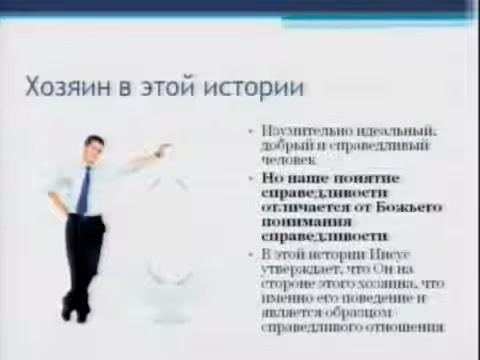 Хозяин в этой истории
• Изумительно идеальный,
добрый и справедливый
человек
• Но наше понятие
справедливости
отличается от Божьего
понимания
справедливости
• В этой истории Иисус
утверждает, что Он на
стороне этого хозяина, что
именно его поведение и
является образцом
справедливого отношения